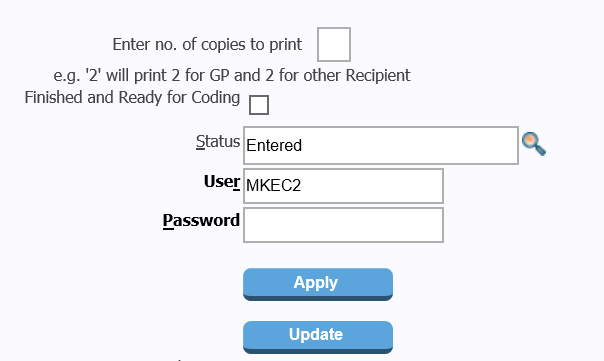 Enter no. of copies to print
e.g. '2' will print 2 for GP and 2 for other Recipient
Finished and Ready for Coding
Status Entered
User MKEC2
Password
Apply
Update